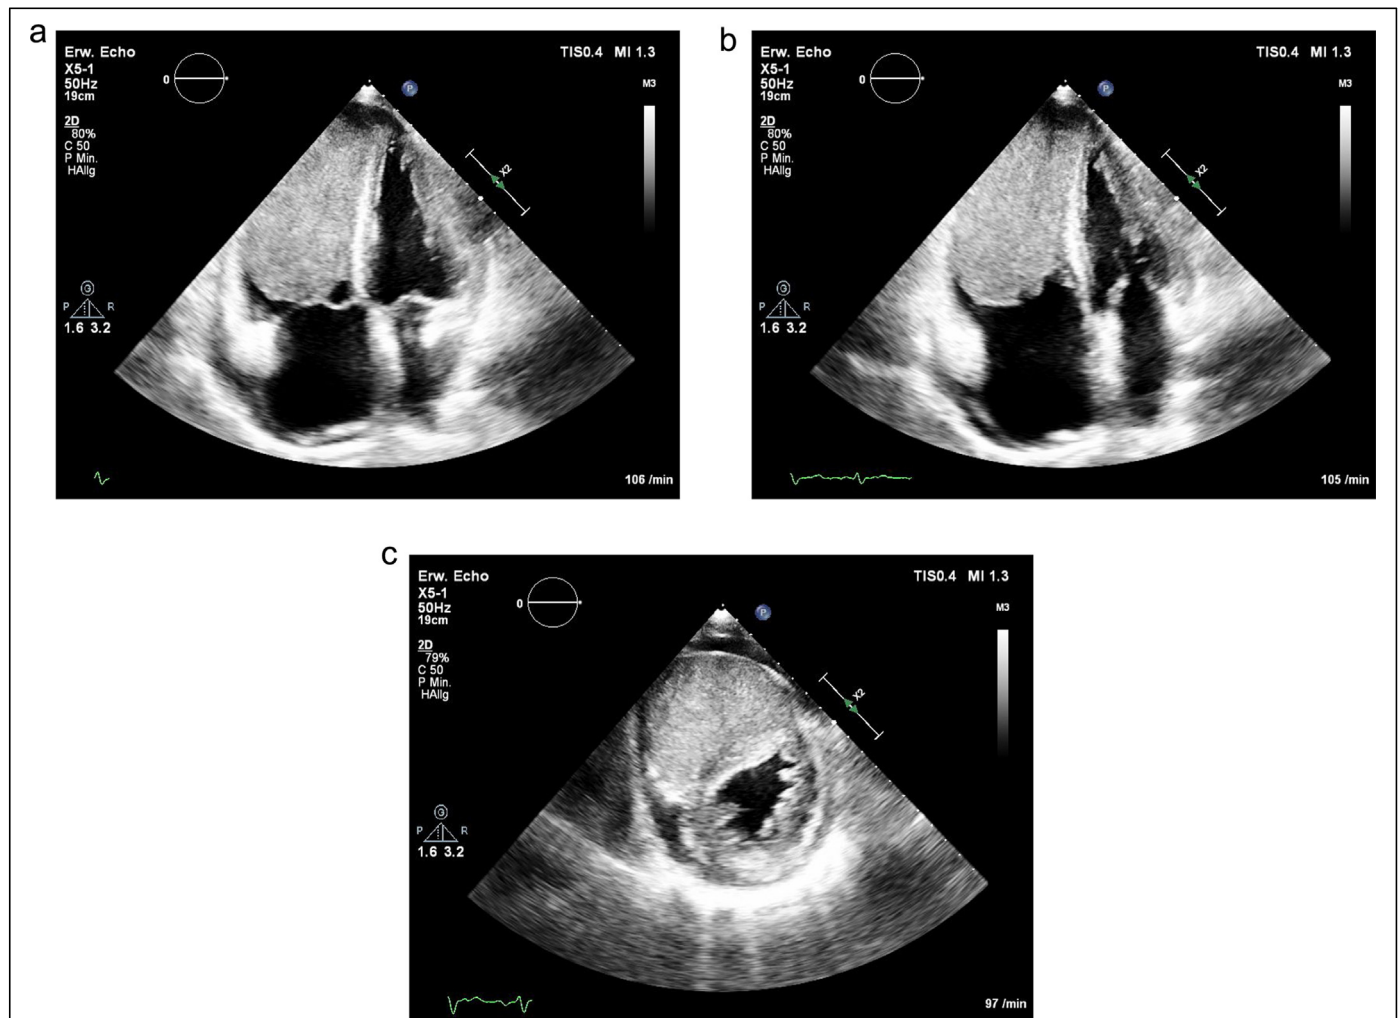 a
Erw. Echo
X5-1
50Hz
19cm
0
TIS0.4 MI 1.3
P
M3
2D
80%
C 50
P Min.
HAllg
X2
G
P R
1.6 3.2
106 /min
b
Erw. Echo
X5-1
50Hz
19cm
0
TIS0.4 MI 1.3
P
M3
2D
80%
C 50
P Min.
HAllg
X2
G
P R
1.6 3.2
105 /min
c
Erw. Echo
X5-1
50Hz
19cm
0
TIS0.4 MI 1.3
P
M3
2D
79%
C 50
P Min.
HAllg
X2
G
P R
1.6 3.2
97 /min